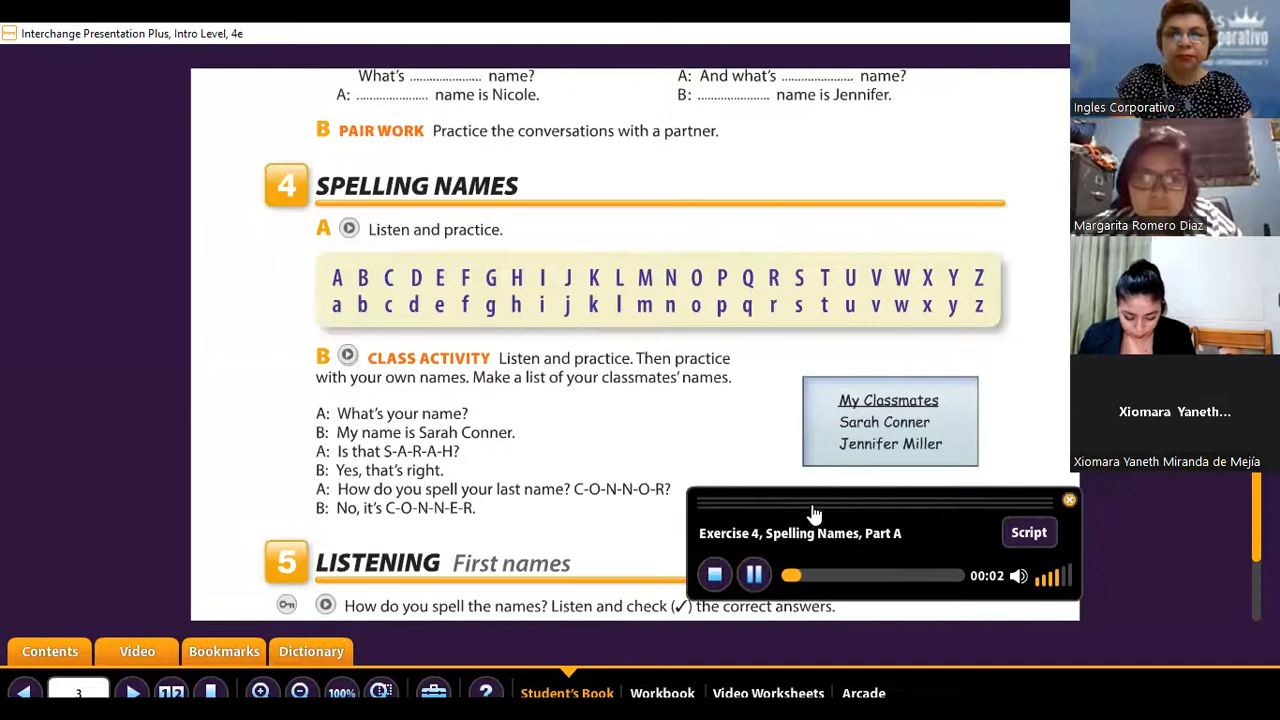 Interchange Presentation Plus, Intro Level, 4e
What's ..................... name?
A: ..................... name is Nicole.
A: And what's ..................... name?
B: ..................... name is Jennifer.
B PAIR WORK Practice the conversations with a partner.
4 SPELLING NAMES
A Listen and practice.
A B C D E F G H I J K L M N O P Q R S T U V W X Y Z
a b c d e f g h i j k l m n o p q r s t u v w x y z
B CLASS ACTIVITY Listen and practice. Then practice
with your own names. Make a list of your classmates' names.
A: What's your name?
B: My name is Sarah Conner.
A: Is that S-A-R-A-H?
B: Yes, that's right.
A: How do you spell your last name? C-O-N-N-O-R?
B: No, it's C-O-N-N-E-R.
My Classmates
Sarah Conner
Jennifer Miller
Exercise 4, Spelling Names, Part A
Script
00:02
5 LISTENING First names
How do you spell the names? Listen and check (✓) the correct answers.
Contents Video Bookmarks Dictionary
3 1 2 100% ? Student's Book Workbook Video Worksheets Arcade
Ingles Corporativo
Margarita Romero Diaz
Xiomara Yaneth...
Xiomara Yaneth Miranda de Mejía